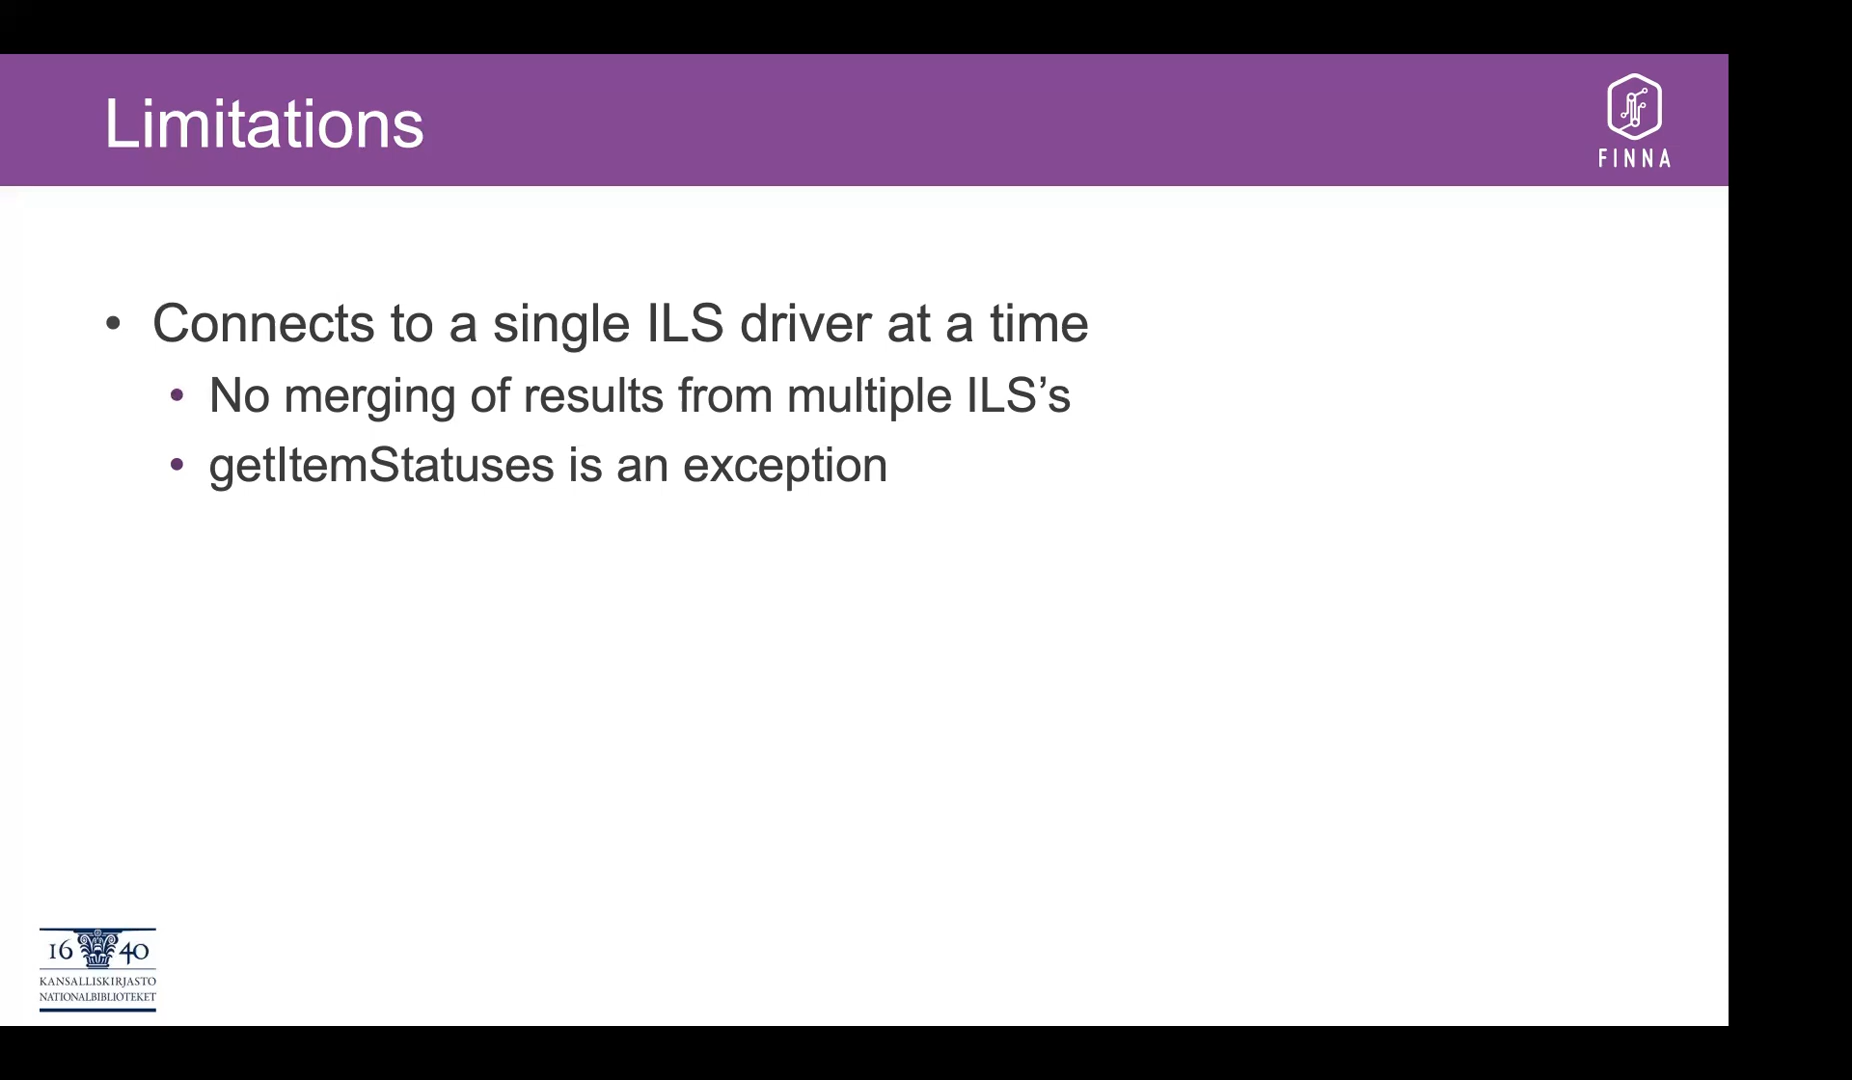 Limitations
FINNA
• Connects to a single ILS driver at a time
• No merging of results from multiple ILS’s
• getItemStatuses is an exception
16 40
KANSALLISKIRJASTO
NATIONALBIBLIOTEKET